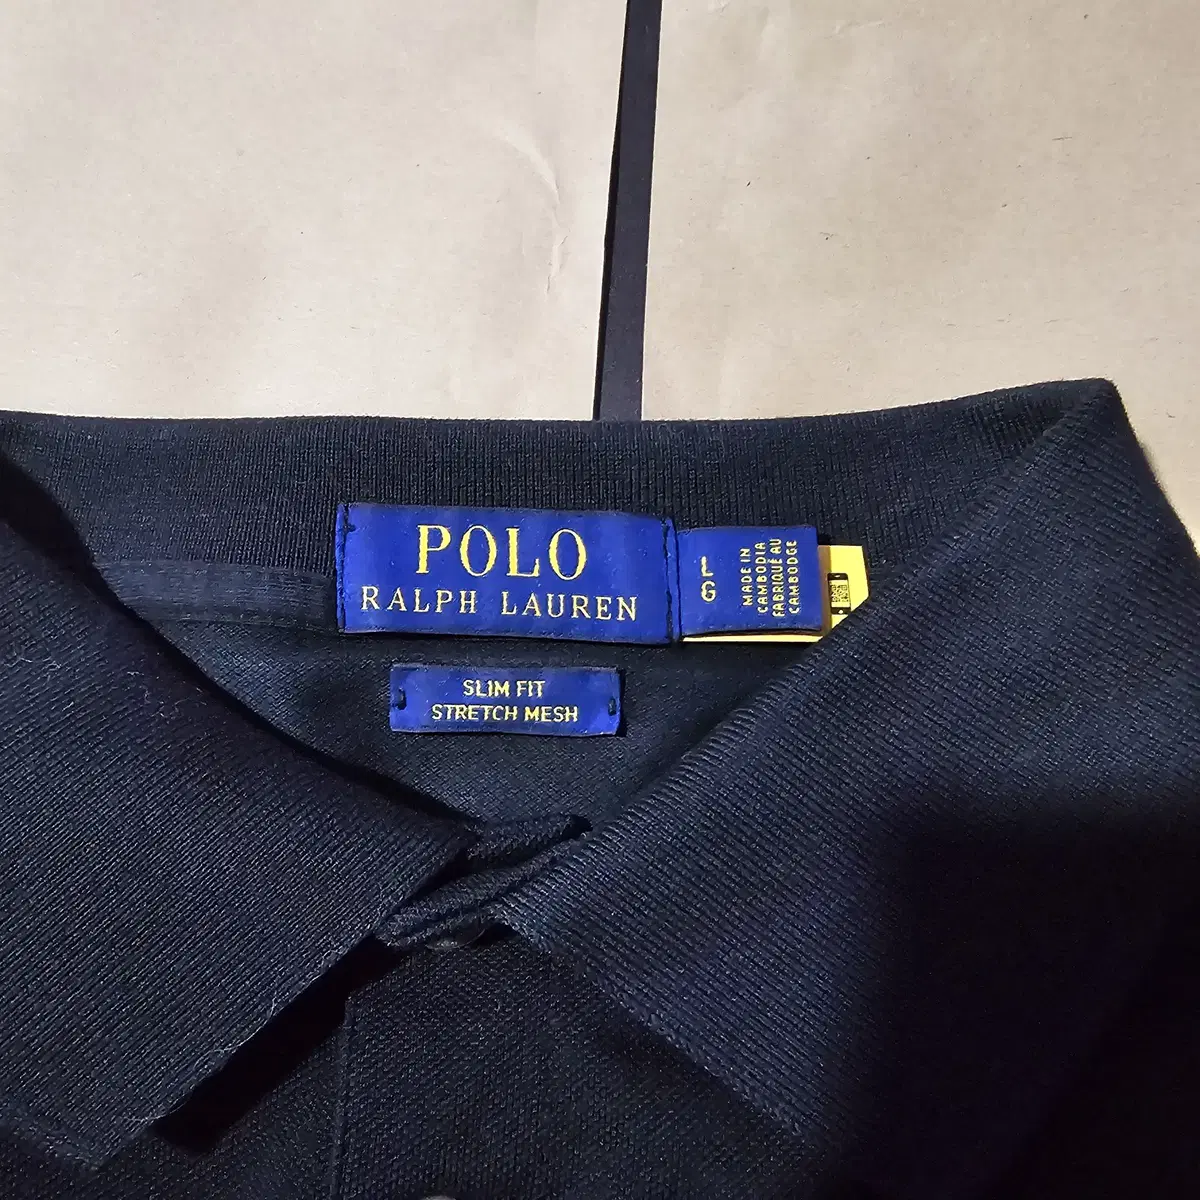 POLO
RALPH LAUREN
L
G
MADE IN
CAMBODIA
FABRIQUÉ AU
CAMBODGE
SLIM FIT
STRETCH MESH